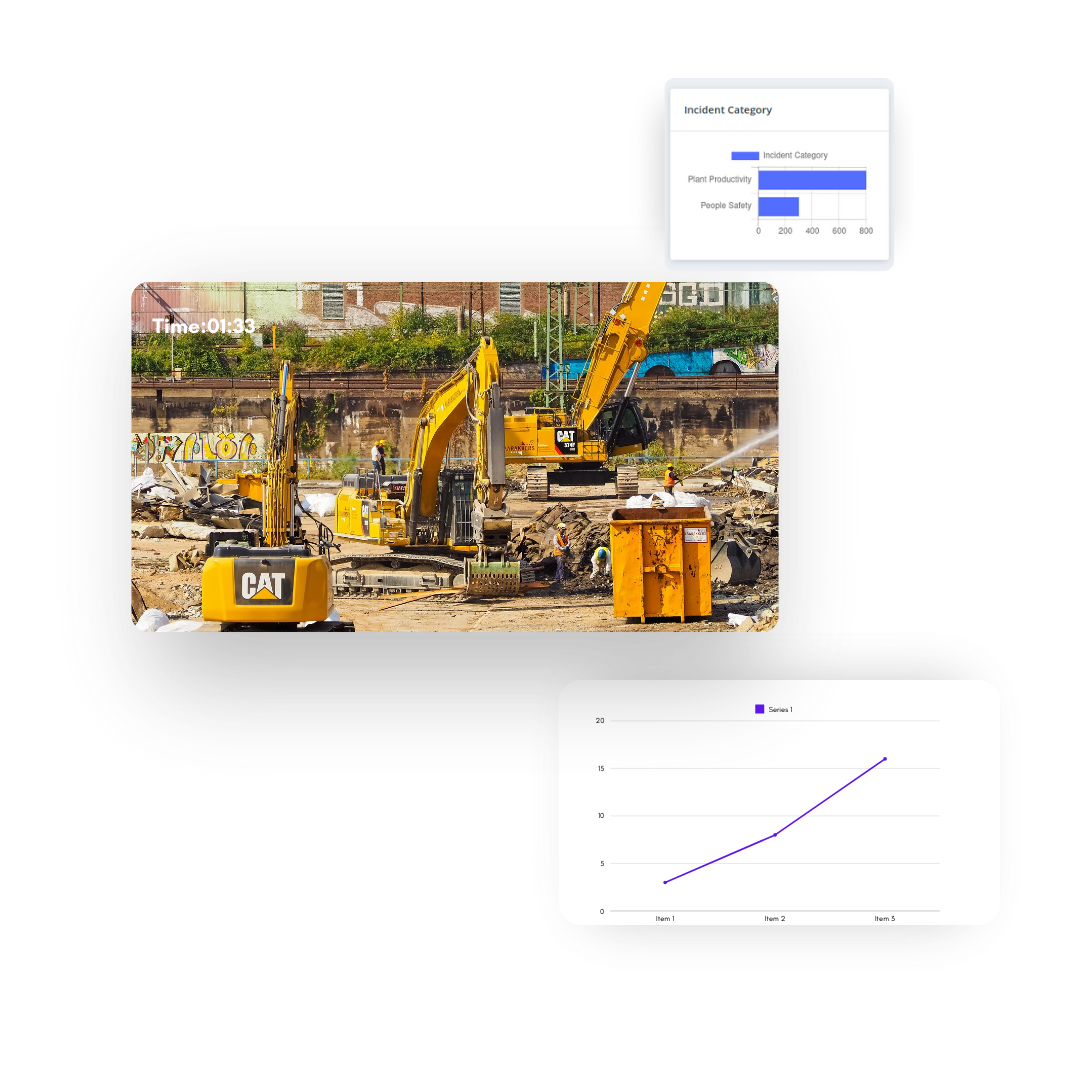 Incident Category
Incident Category
Plant Productivity
People Safety
0 200 400 600 800
Time:01:33
SGD
CAT
CAT
Series 1
20
15
10
5
0
Item 1 Item 2 Item 3